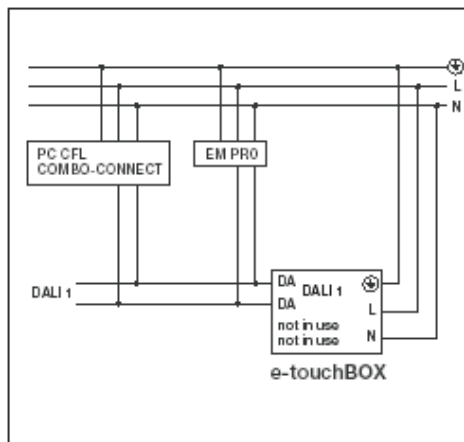 L
N
PC CFL
COMBO-CONNECT
EM PRO
DALI 1
DA
DALI 1
DA
L
not in use
not in use
N
e-touchBOX